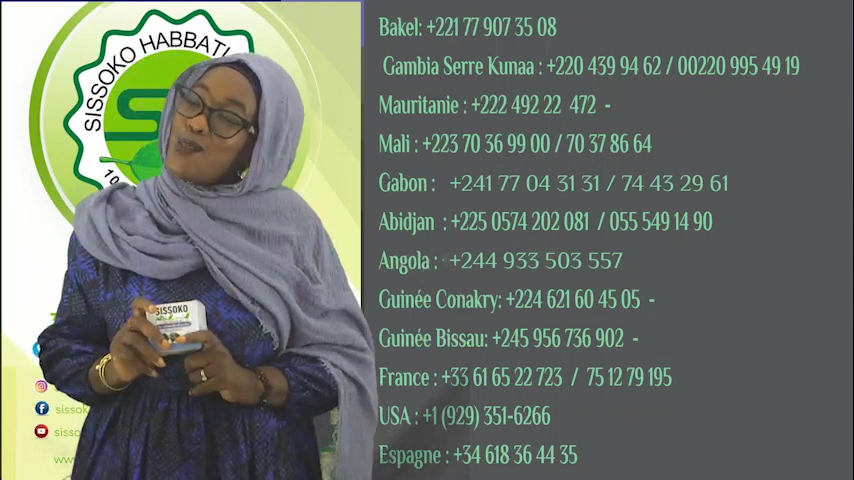 SISSOKO HABBATI
10
SISSOKO
sissok
sisso
www
Bakel: +221 77 907 35 08
Gambia Serre Kunaa : +220 439 94 62 / 00220 995 49 19
Mauritanie : +222 492 22 472 -
Mali : +223 70 36 99 00 / 70 37 86 64
Gabon : +241 77 04 31 31 / 74 43 29 61
Abidjan : +225 0574 202 081 / 055 549 14 90
Angola : +244 933 503 557
Guinée Conakry: +224 621 60 45 05 -
Guinée Bissau: +245 956 736 902 -
France : +33 61 65 22 723 / 75 12 79 195
USA : +1 (929) 351-6266
Espagne : +34 618 36 44 35